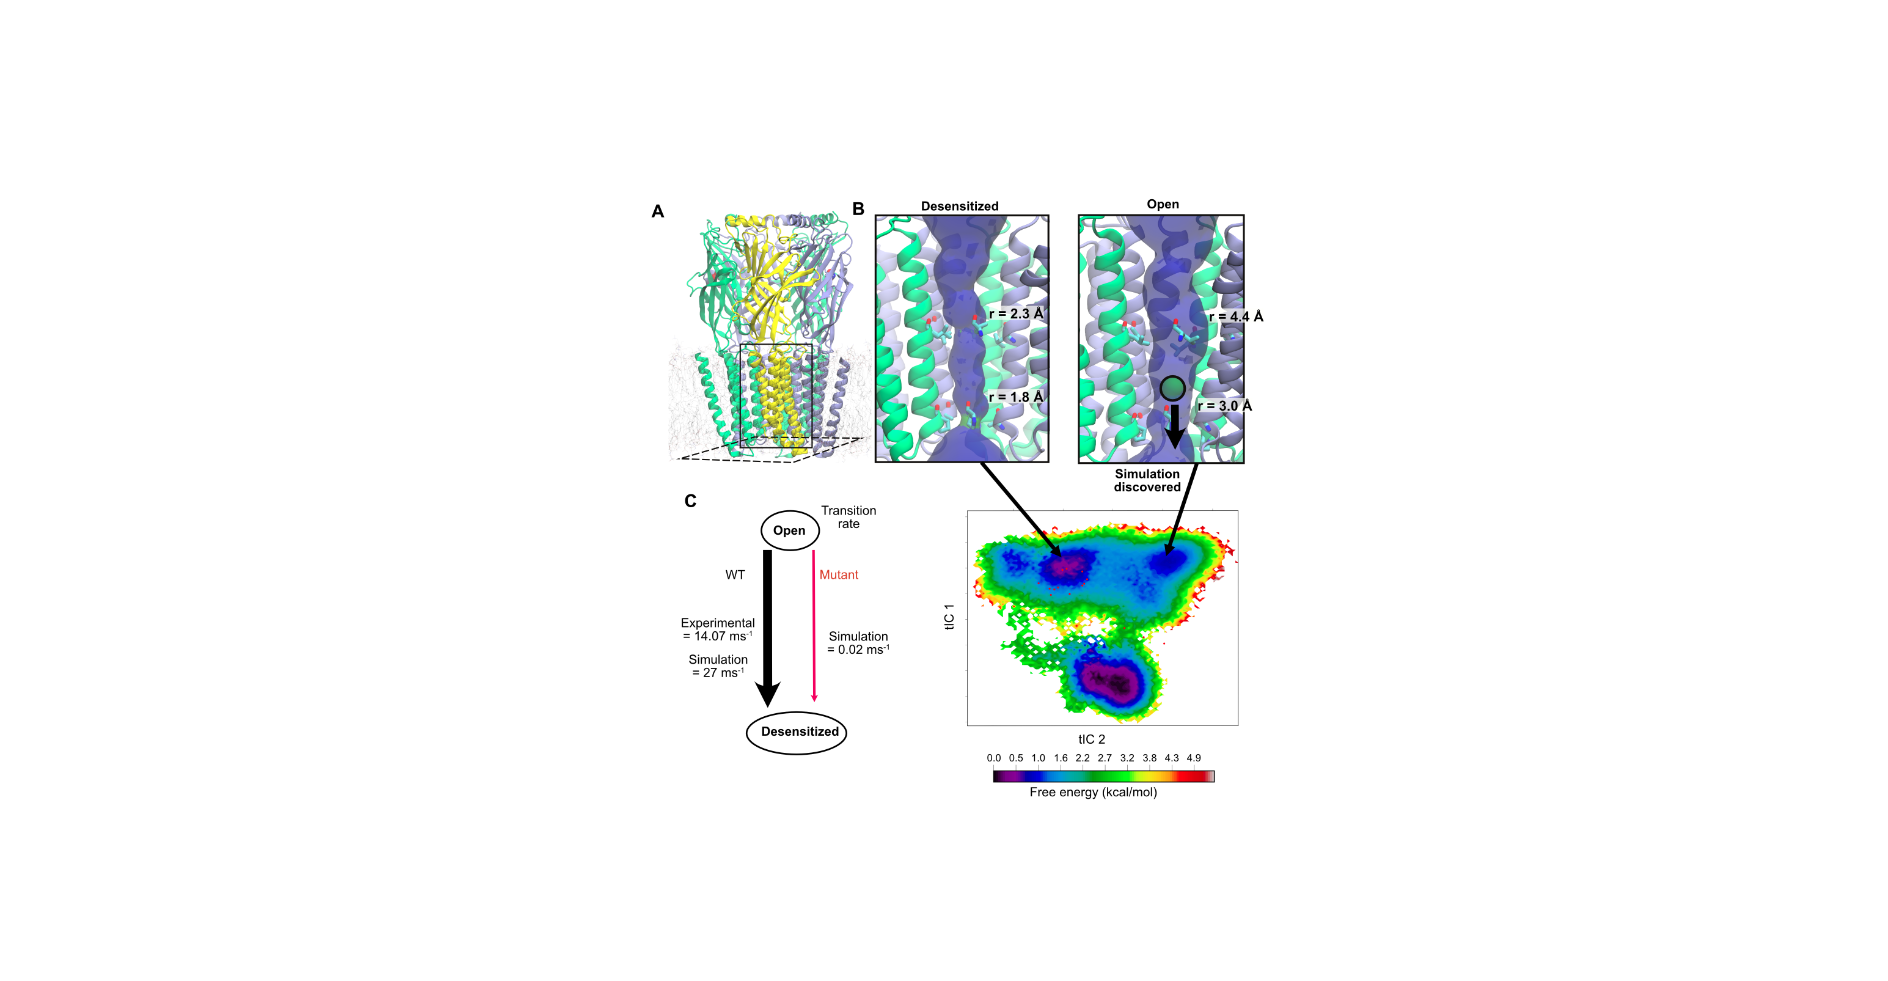 A
B
Desensitized
Open
r = 2.3 Å
r = 1.8 Å
r = 4.4 Å
r = 3.0 Å
Simulation
discovered
C
Open
Transition
rate
WT
Mutant
Experimental
= 14.07 ms⁻¹
Simulation
= 27 ms⁻¹
Simulation
= 0.02 ms⁻¹
Desensitized
tIC 1
tIC 2
0.0 0.5 1.0 1.6 2.2 2.7 3.2 3.8 4.3 4.9
Free energy (kcal/mol)